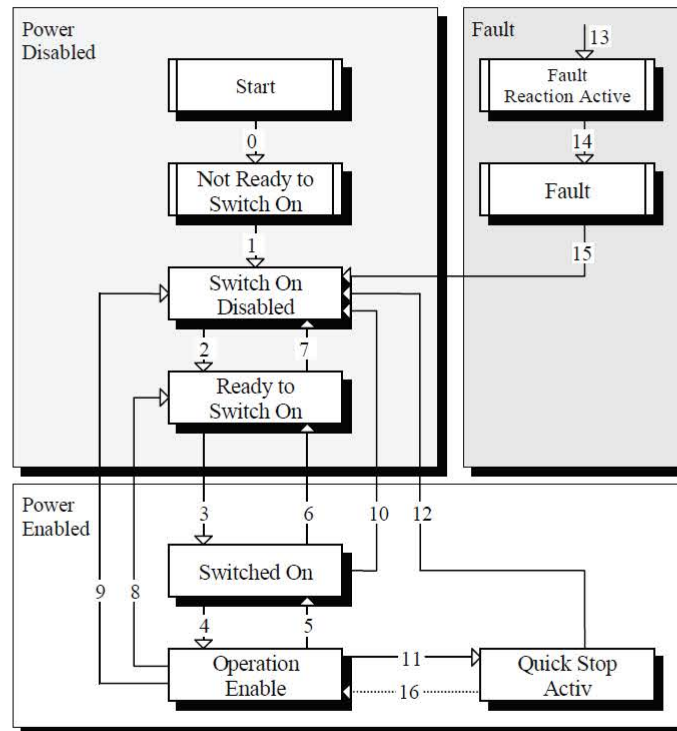 Power
Disabled
Start
0
Not Ready to
Switch On
1
Switch On
Disabled
2
7
Ready to
Switch On
Fault
13
Fault
Reaction Active
14
Fault
15
Power
Enabled
3
6
10
12
9
8
Switched On
4
5
Operation
Enable
11
16
Quick Stop
Activ